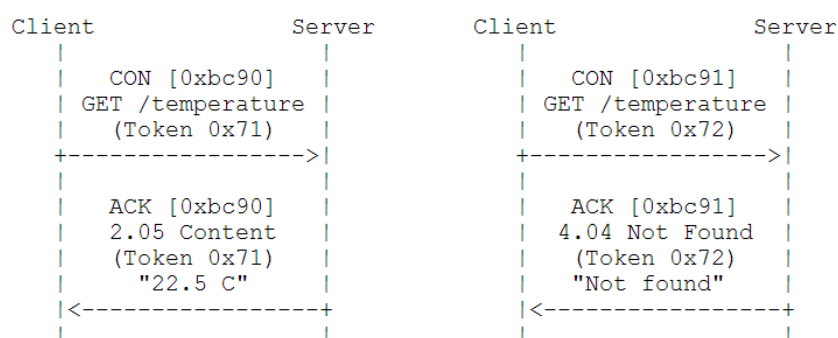 Client Server
CON [0xbc90]
GET /temperature
(Token 0x71)
ACK [0xbc90]
2.05 Content
(Token 0x71)
"22.5 C"
Client Server
CON [0xbc91]
GET /temperature
(Token 0x72)
ACK [0xbc91]
4.04 Not Found
(Token 0x72)
"Not found"